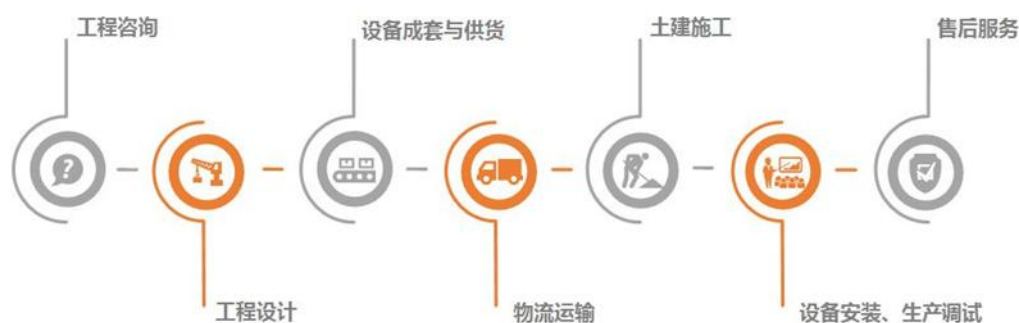 工程咨询
设备成套与供货
土建施工
售后服务
?
工程设计
物流运输
设备安装、生产调试